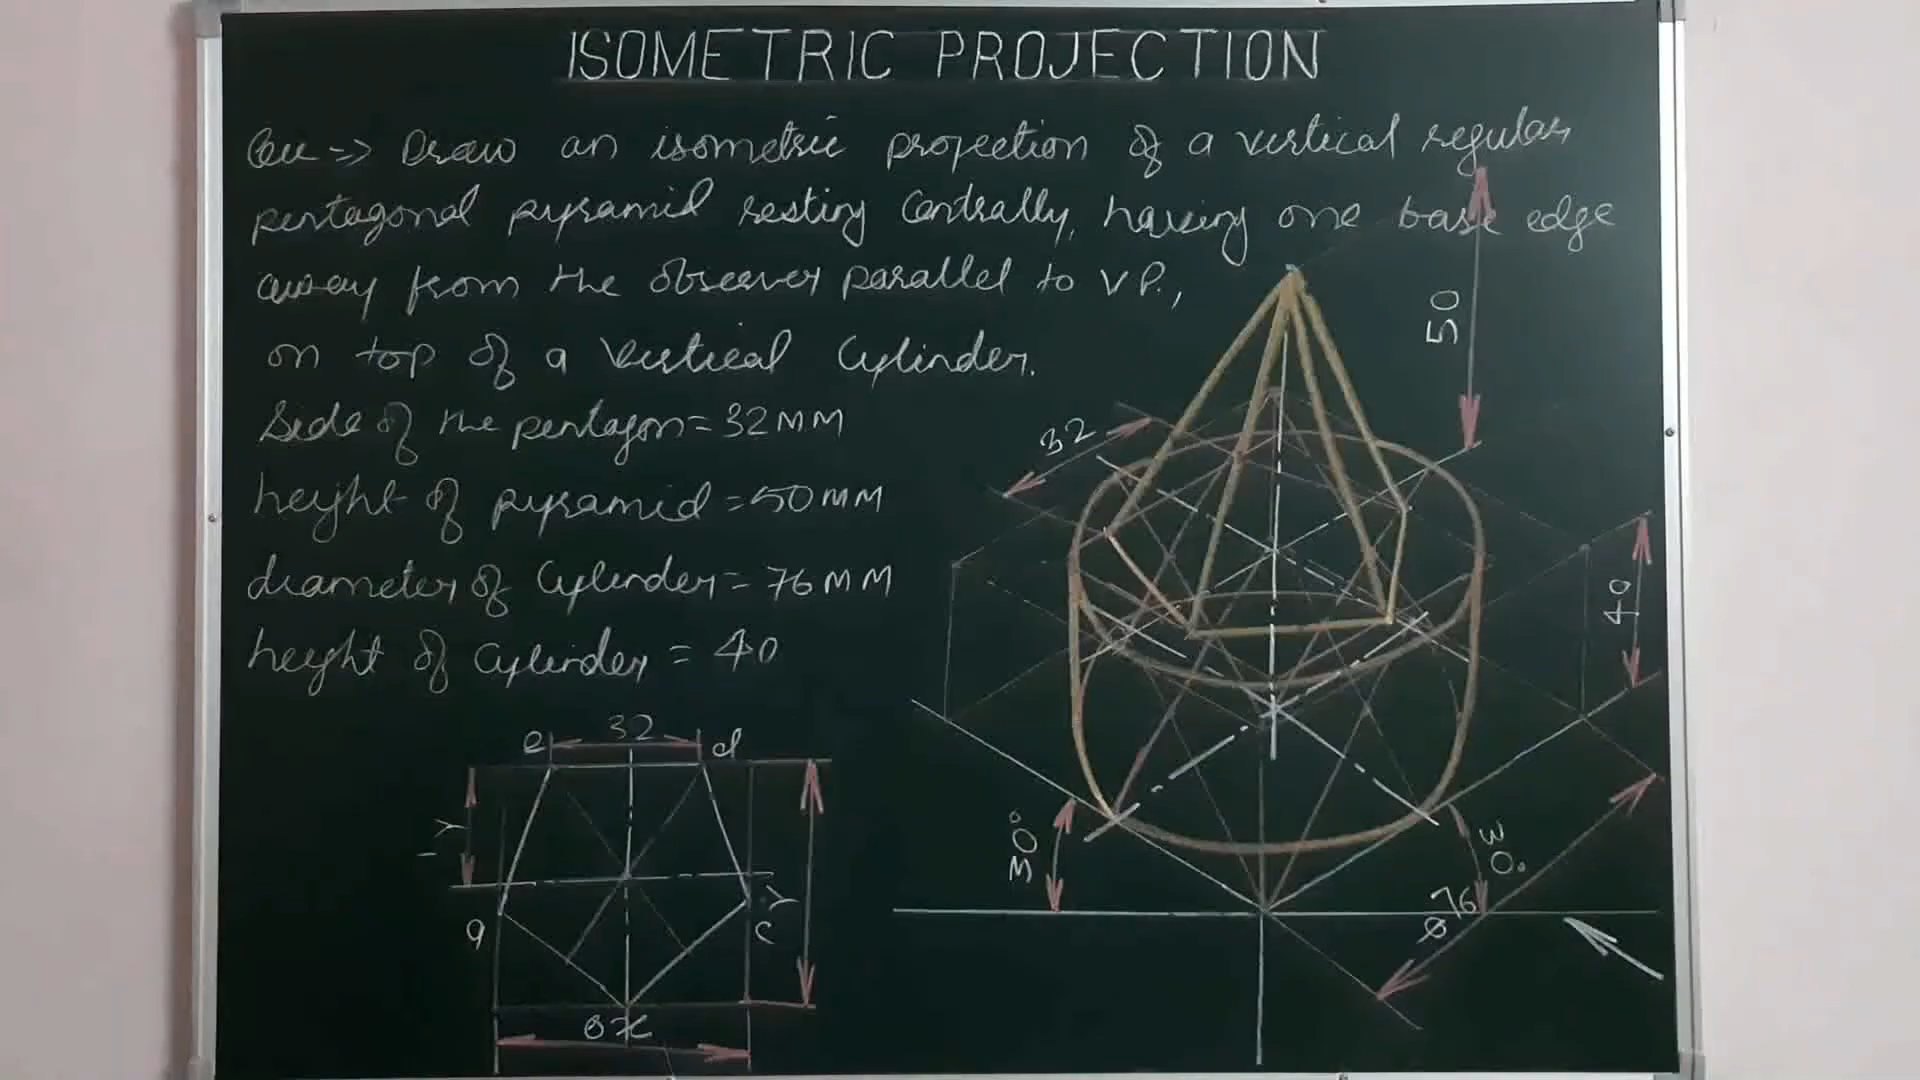 ISOMETRIC PROJECTION
Que => Draw an isometric projection of a vertical regular
pentagonal pyramid resting Centrally, having one base edge
away from the observer parallel to V P.,
on top of a Vertical Cylinder.
Side of the pentagon = 32 MM
height of pyramid = 50 MM
diameter of Cylinder = 76 MM
height of Cylinder = 40
50
32
40
30°
30°
ø76
e 32 d
Y
Y
a
c
x